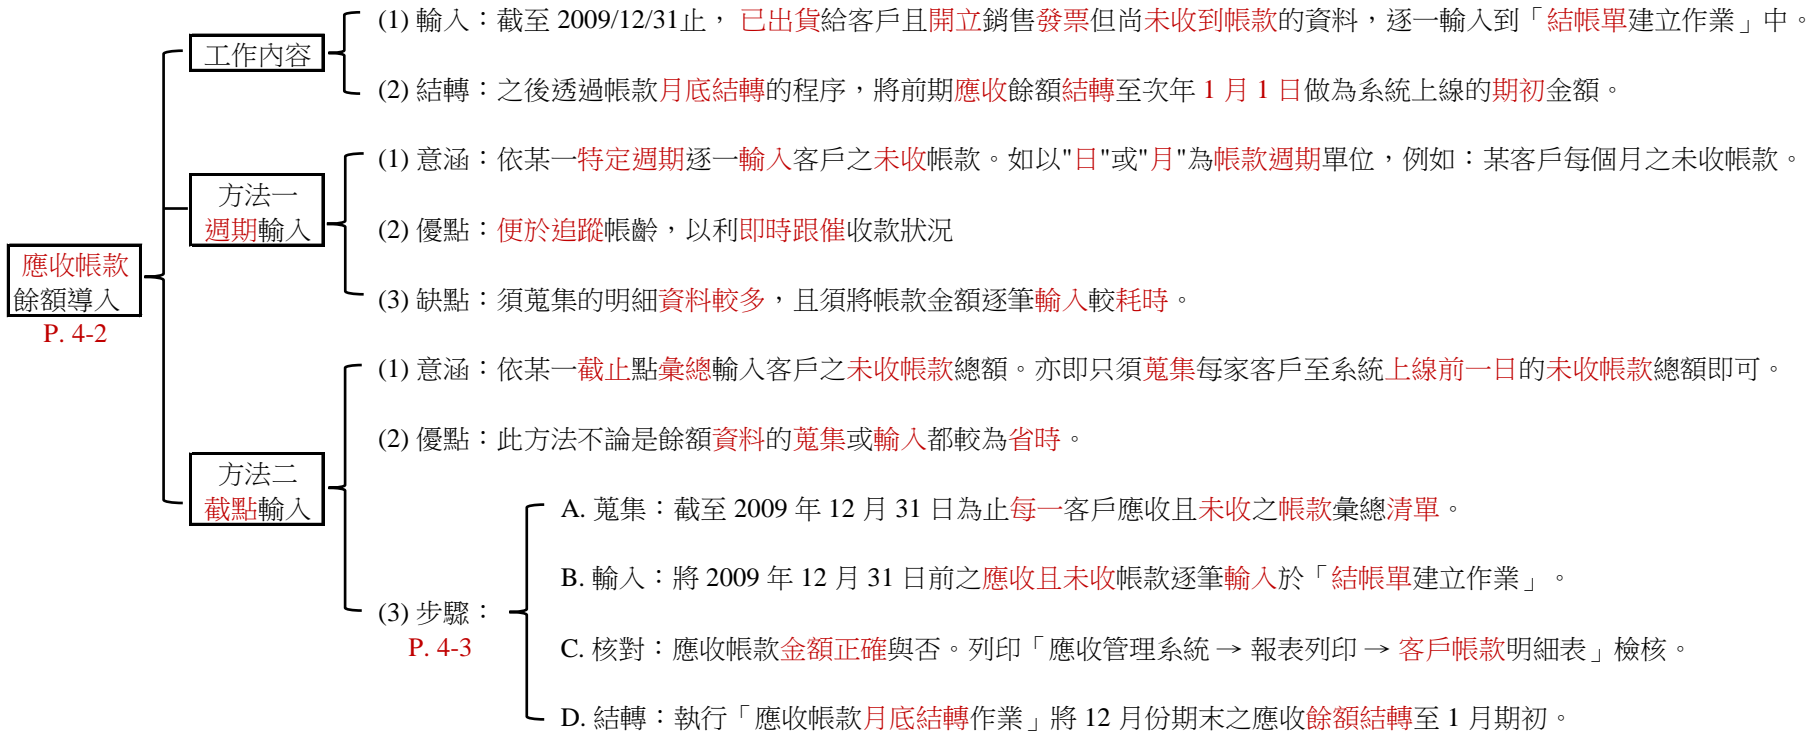 應收帳款
餘額導入
P. 4-2
工作內容
(1) 輸入：截至 2009/12/31止， 已出貨給客戶且開立銷售發票但尚未收到帳款的資料，逐一輸入到「結帳單建立作業」中。
(2) 結轉：之後透過帳款月底結轉的程序，將前期應收餘額結轉至次年 1 月 1 日做為系統上線的期初金額。
方法一
週期輸入
(1) 意涵：依某一特定週期逐一輸入客戶之未收帳款。如以"日"或"月"為帳款週期單位，例如：某客戶每個月之未收帳款。
(2) 優點：便於追蹤帳齡，以利即時跟催收款狀況
(3) 缺點：須蒐集的明細資料較多，且須將帳款金額逐筆輸入較耗時。
方法二
截點輸入
(1) 意涵：依某一截止點彙總輸入客戶之未收帳款總額。亦即只須蒐集每家客戶至系統上線前一日的未收帳款總額即可。
(2) 優點：此方法不論是餘額資料的蒐集或輸入都較為省時。
(3) 步驟：
P. 4-3
A. 蒐集：截至 2009 年 12 月 31 日為止每一客戶應收且未收之帳款彙總清單。
B. 輸入：將 2009 年 12 月 31 日前之應收且未收帳款逐筆輸入於「結帳單建立作業」。
C. 核對：應收帳款金額正確與否。列印「應收管理系統 → 報表列印 → 客戶帳款明細表」檢核。
D. 結轉：執行「應收帳款月底結轉作業」將 12 月份期末之應收餘額結轉至 1 月期初。